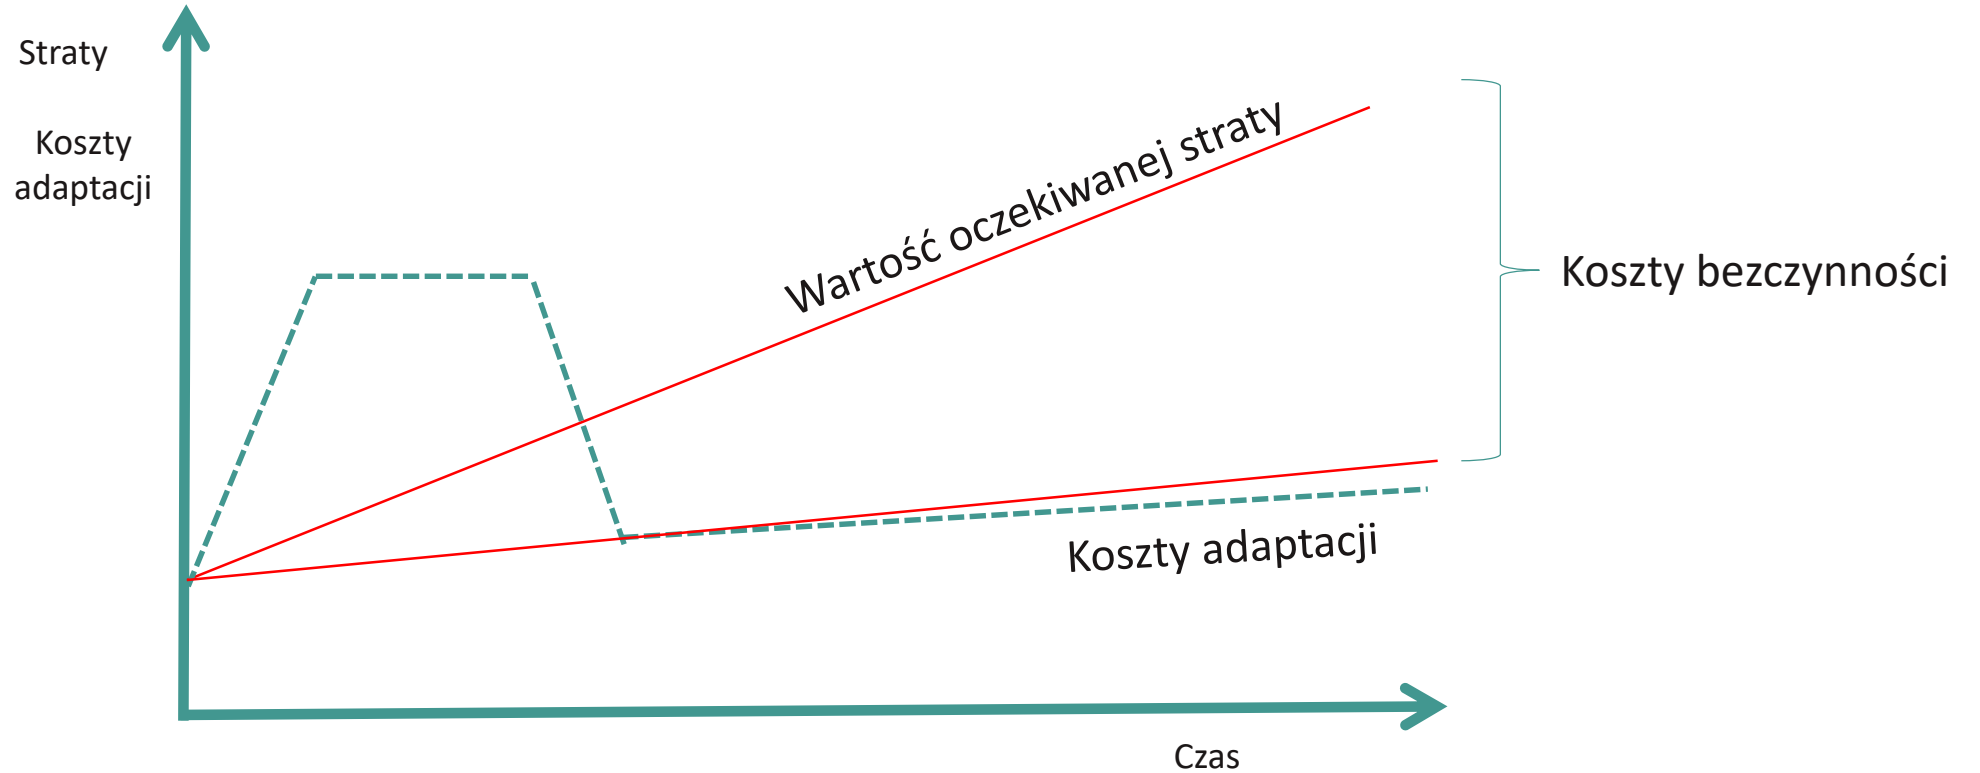 Straty
Koszty
adaptacji
Wartość oczekiwanej straty
Koszty bezczynności
Koszty adaptacji
Czas